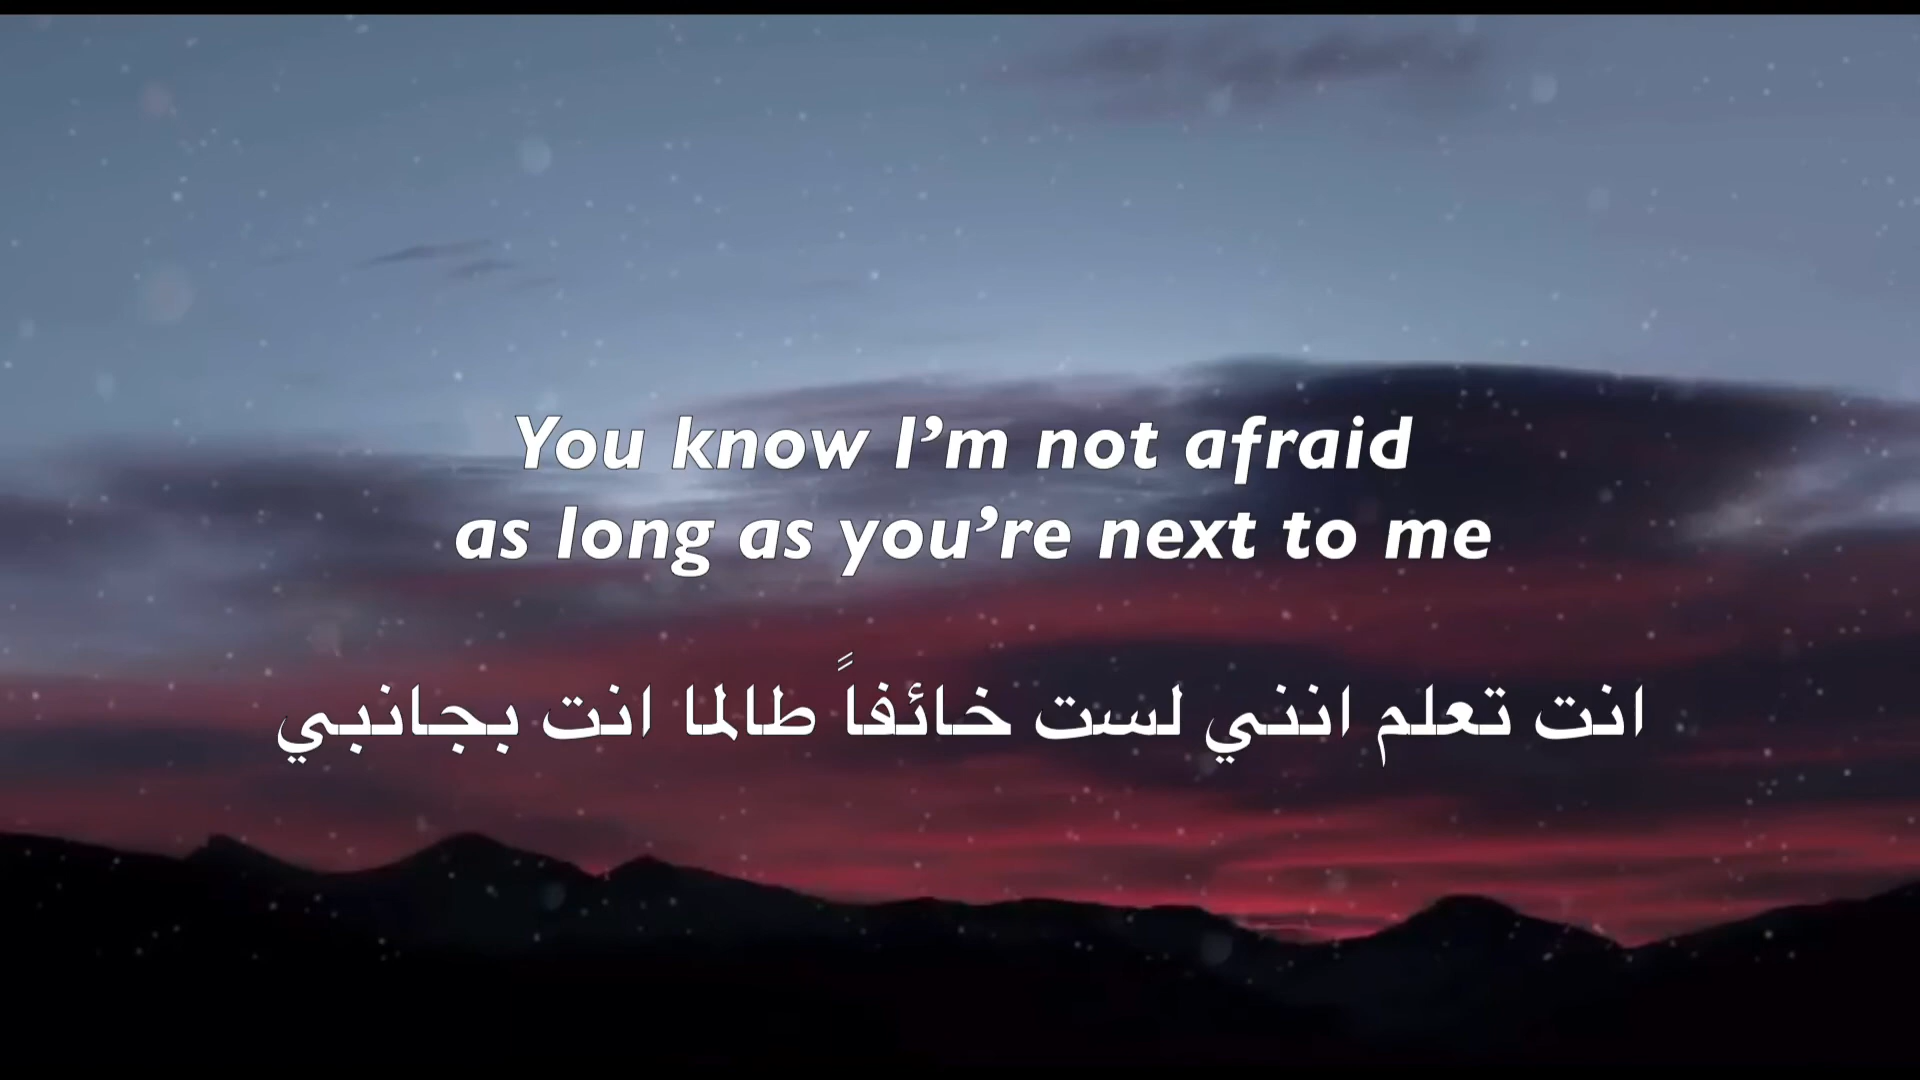 You know I’m not afraid
as long as you’re next to me
انت تعلم انني لست خائفاً طالما انت بجانبي